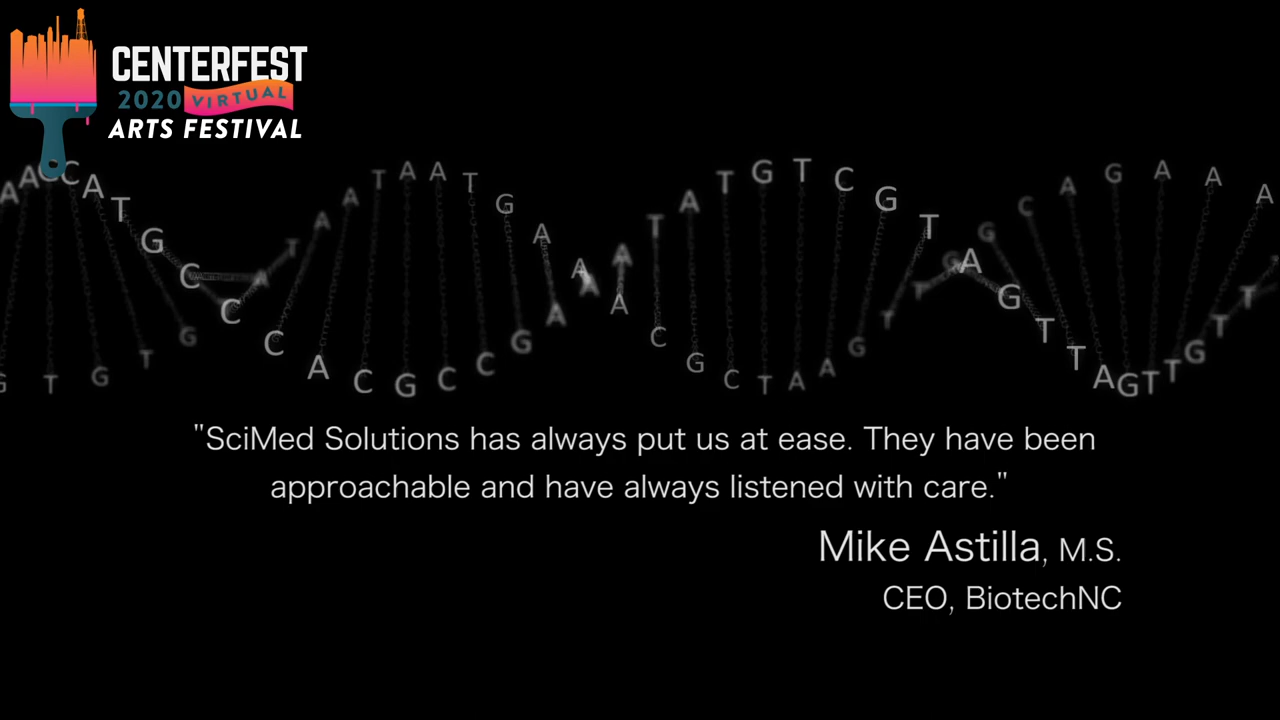 CENTERFEST
2020 VIRTUAL
ARTS FESTIVAL
"SciMed Solutions has always put us at ease. They have been
approachable and have always listened with care."
Mike Astilla, M.S.
CEO, BiotechNC